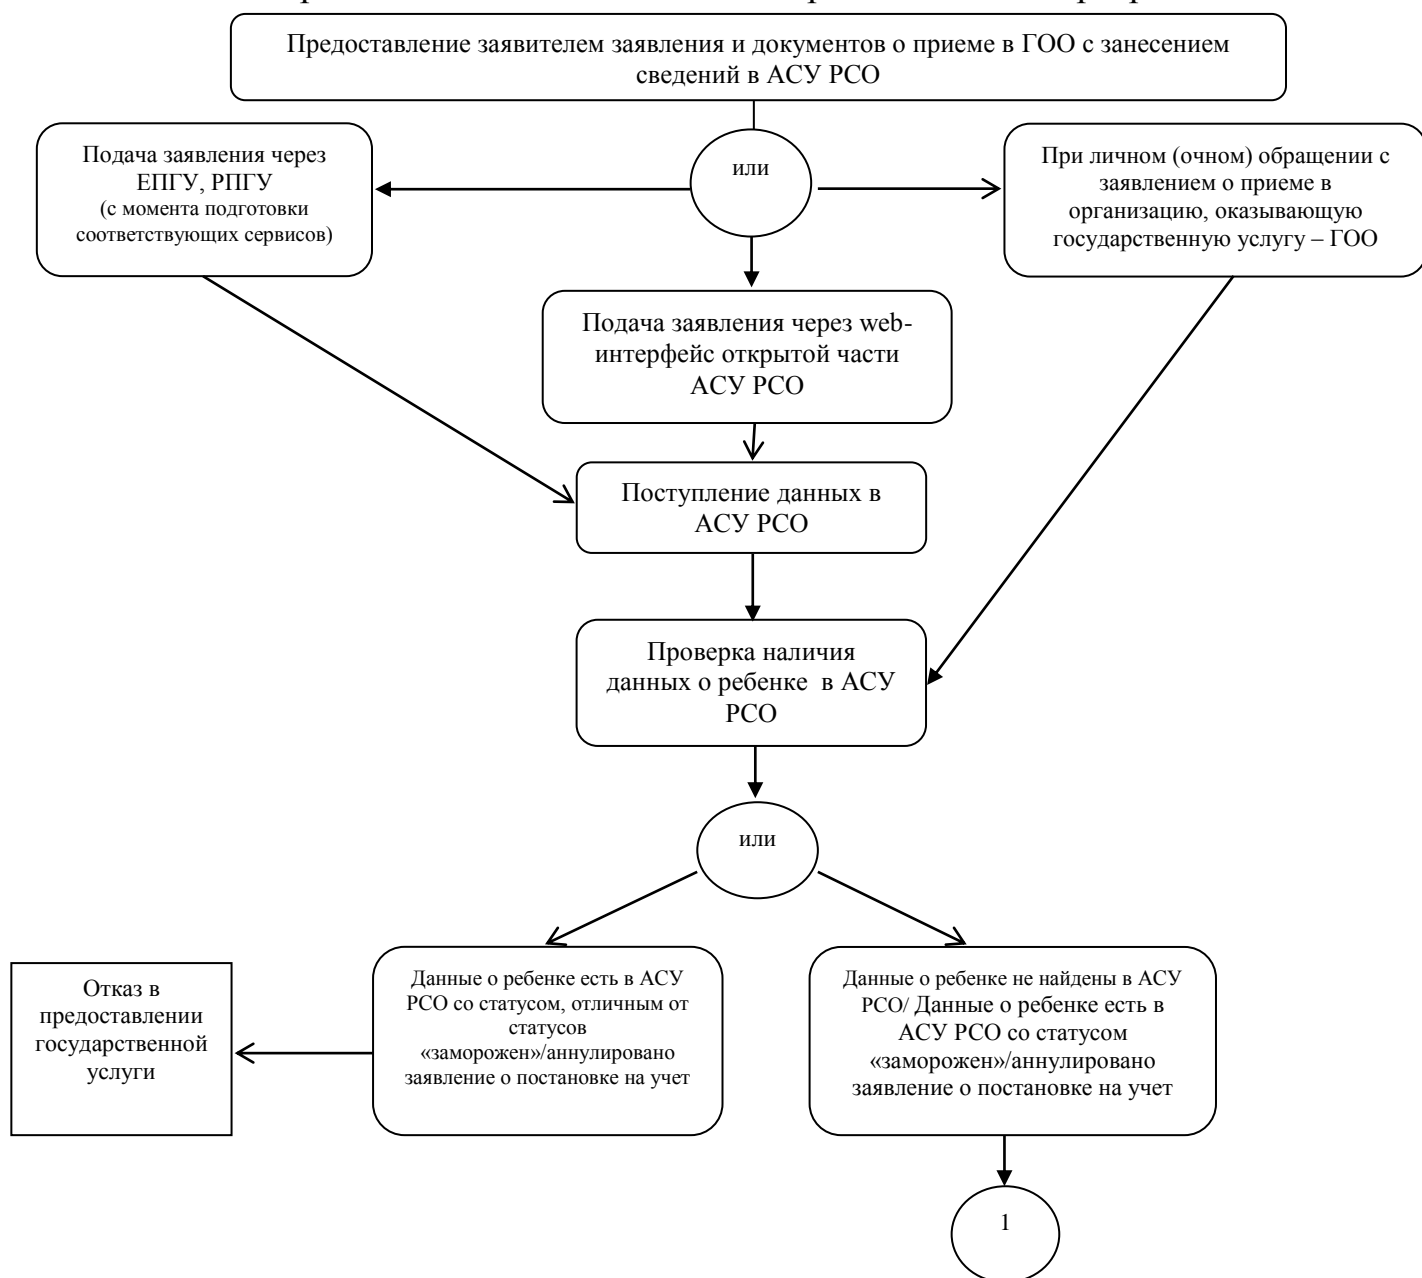 Предоставление заявителем заявления и документов о приеме в ГОО с занесением
сведений в АСУ РСО
Подача заявления через
ЕПГУ, РПГУ
(с момента подготовки
соответствующих сервисов)
или
При личном (очном) обращении с
заявлением о приеме в
организацию, оказывающую
государственную услугу – ГОО
Подача заявления через web-
интерфейс открытой части
АСУ РСО
Поступление данных в
АСУ РСО
Проверка наличия
данных о ребенке в АСУ
РСО
или
Отказ в
предоставлении
государственной
услуги
Данные о ребенке есть в АСУ
РСО со статусом, отличным от
статусов
«заморожен»/аннулировано
заявление о постановке на учет
Данные о ребенке не найдены в АСУ
РСО/ Данные о ребенке есть в
АСУ РСО со статусом
«заморожен»/аннулировано
заявление о постановке на учет
1